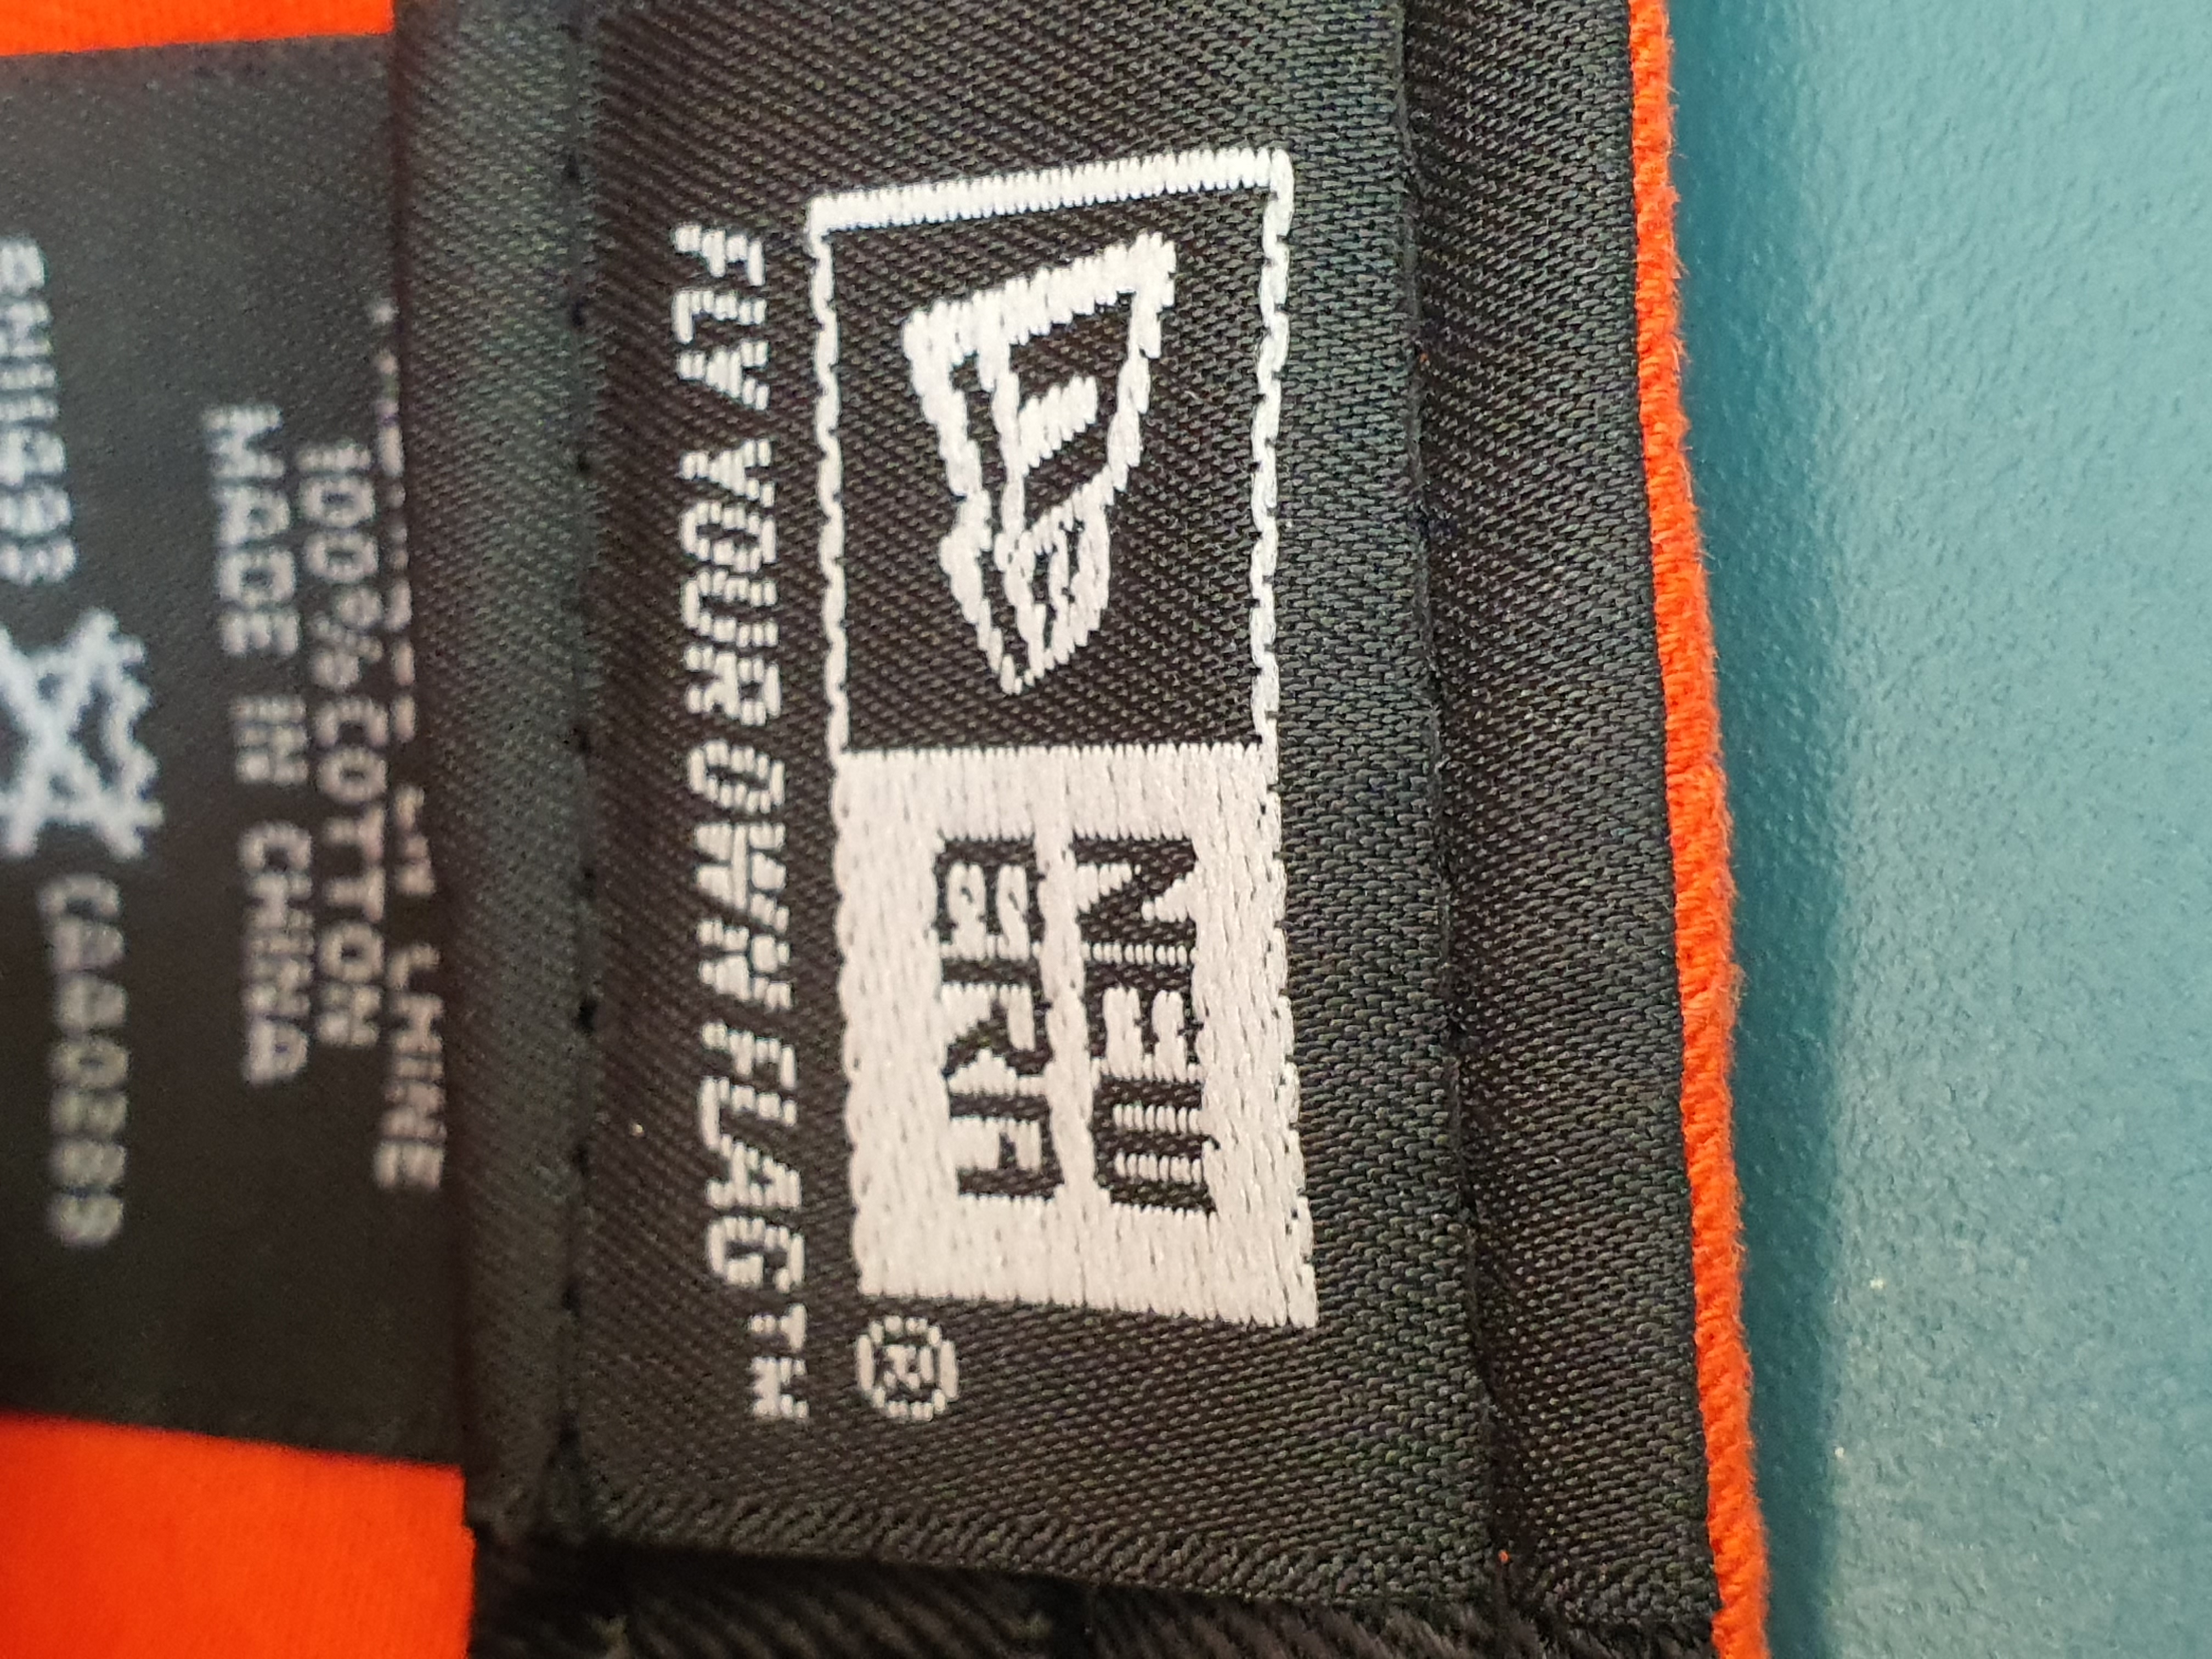 NEW
ERA ®
FLY YOUR OWN FLAG™
100% COTTON
MADE IN CHINA